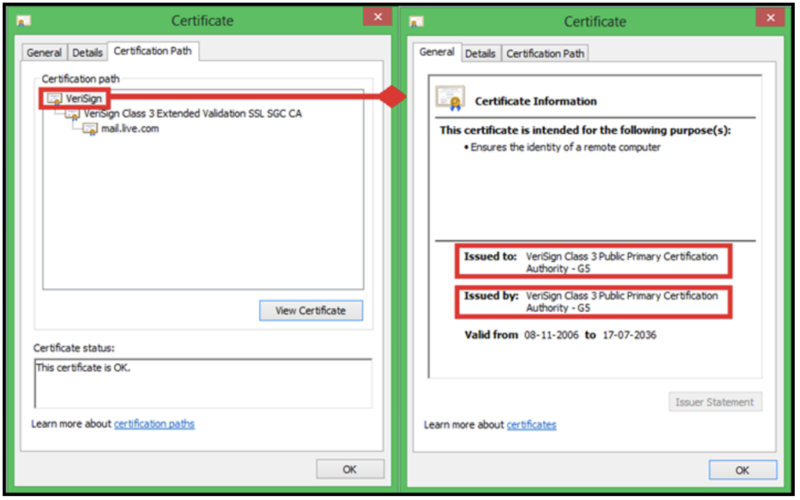 Certificate
General
Details
Certification Path
Certification path
VeriSign
VeriSign Class 3 Extended Validation SSL SGC CA
mail.live.com
View Certificate
Certificate status:
This certificate is OK.
Learn more about certification paths
OK
Certificate
General
Details
Certification Path
Certificate Information
This certificate is intended for the following purpose(s):
• Ensures the identity of a remote computer
Issued to: VeriSign Class 3 Public Primary Certification
Authority - G5
Issued by: VeriSign Class 3 Public Primary Certification
Authority - G5
Valid from 08-11-2006 to 17-07-2036
Issuer Statement
Learn more about certificates
OK